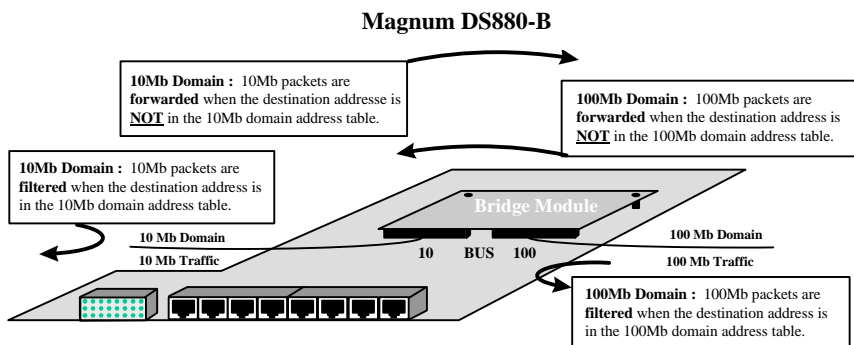 Magnum DS880-B
10Mb Domain : 10Mb packets are
forwarded when the destination addresse is
NOT in the 10Mb domain address table.
100Mb Domain : 100Mb packets are
forwarded when the destination address is
NOT in the 100Mb domain address table.
10Mb Domain : 10Mb packets are
filtered when the destination address is
in the 10Mb domain address table.
Bridge Module
10 Mb Domain
10 Mb Traffic
10 BUS 100
100 Mb Domain
100 Mb Traffic
100Mb Domain : 100Mb packets are
filtered when the destination address is
in the 100Mb domain address table.